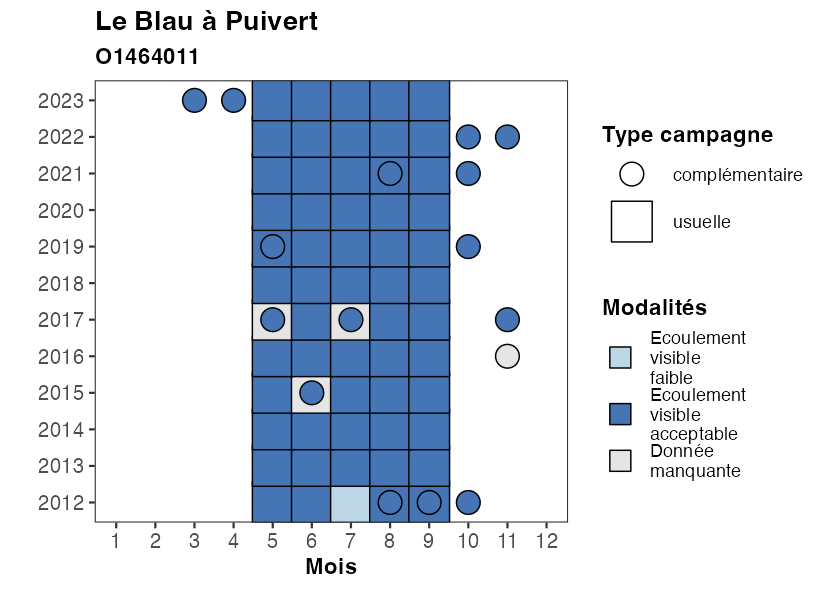 Le Blau à Puivert
O1464011
2023
2022
2021
2020
2019
2018
2017
2016
2015
2014
2013
2012
1 2 3 4 5 6 7 8 9 10 11 12
Mois
Type campagne
complémentaire
usuelle
Modalités
Ecoulement
visible
faible
Ecoulement
visible
acceptable
Donnée
manquante